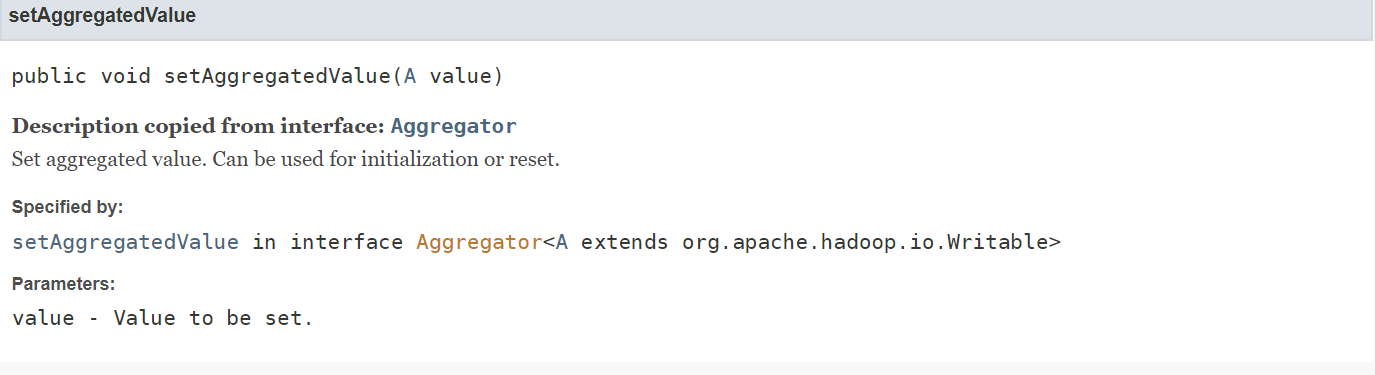 setAggregatedValue
public void setAggregatedValue(A value)
Description copied from interface: Aggregator
Set aggregated value. Can be used for initialization or reset.
Specified by:
setAggregatedValue in interface Aggregator<A extends org.apache.hadoop.io.Writable>
Parameters:
value - Value to be set.